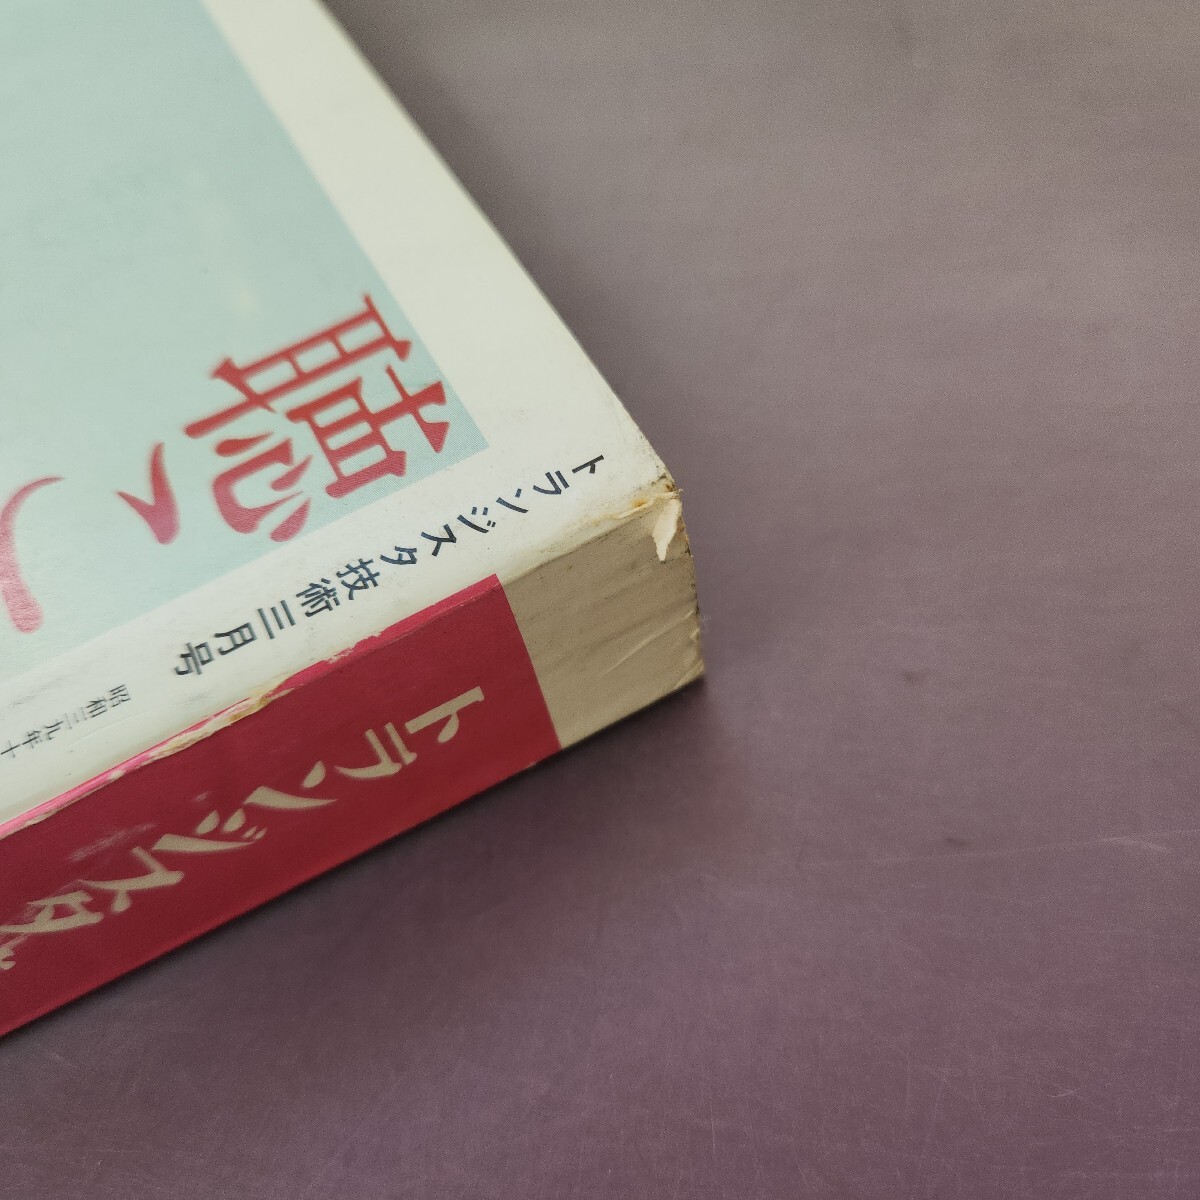 聴
トランジスタ技術三月号
昭和三九年十
トランジスタ